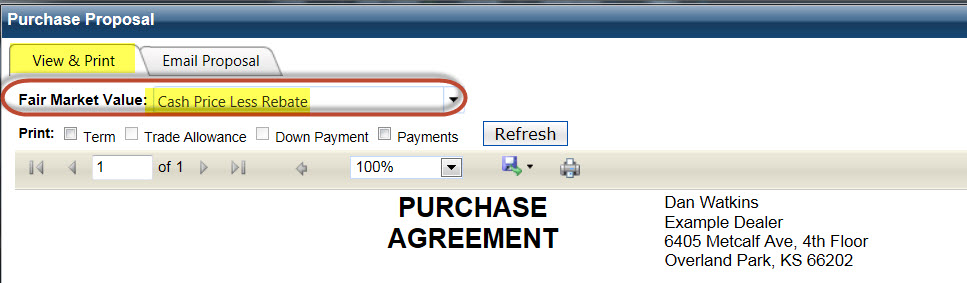 Purchase Proposal
View & Print Email Proposal
Fair Market Value: Cash Price Less Rebate
Print: Term Trade Allowance Down Payment Payments Refresh
1 of 1 100%
PURCHASE
AGREEMENT
Dan Watkins
Example Dealer
6405 Metcalf Ave, 4th Floor
Overland Park, KS 66202